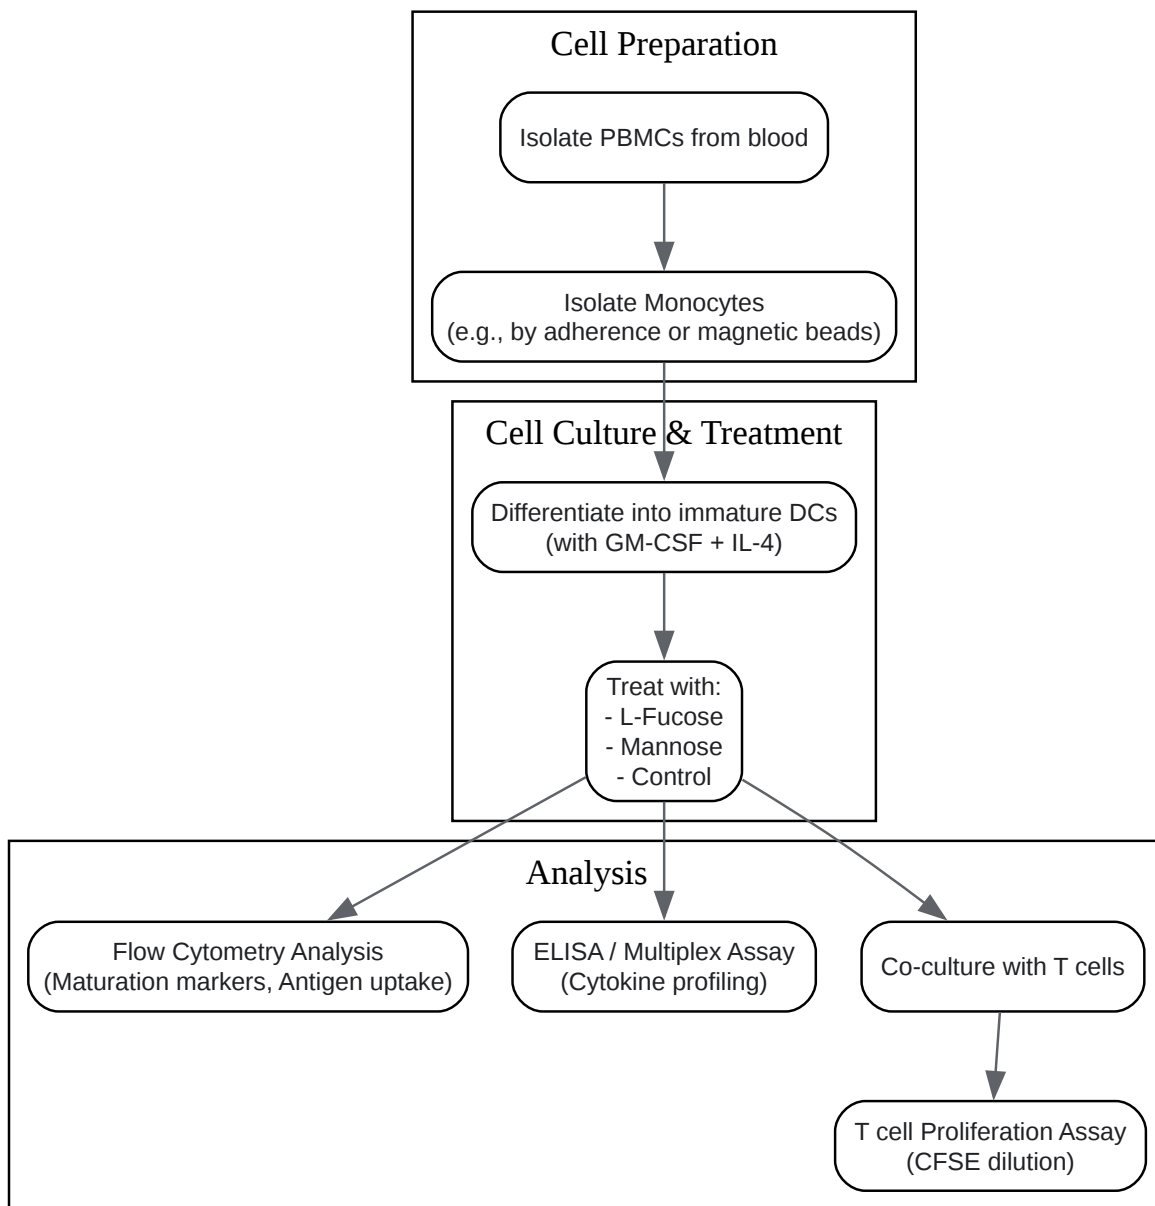 Cell Preparation
Isolate PBMCs from blood
Isolate Monocytes
(e.g., by adherence or magnetic beads)
Cell Culture & Treatment
Differentiate into immature DCs
(with GM-CSF + IL-4)
Treat with:
- L-Fucose
- Mannose
- Control
Analysis
Flow Cytometry Analysis
(Maturation markers, Antigen uptake)
ELISA / Multiplex Assay
(Cytokine profiling)
Co-culture with T cells
T cell Proliferation Assay
(CFSE dilution)